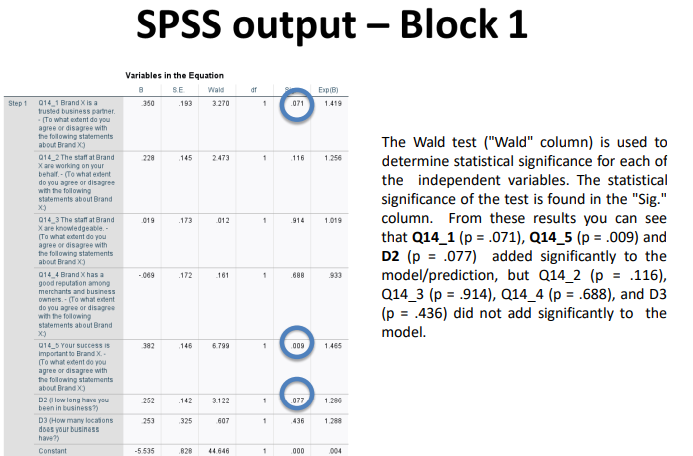 SPSS output – Block 1
Variables in the Equation
B S.E. Wald df Sig. Exp(B)
Step 1 Q14_1 Brand X is a .350 .193 3.270 1 .071 1.419
trusted business partner.
- (To what extent do you
agree or disagree with
the following statements
about Brand X:)
Q14_2 The staff at Brand .228 .145 2.473 1 .116 1.256
X are working on your
behalf. - (To what extent
do you agree or disagree
with the following
statements about Brand
X:)
Q14_3 The staff at Brand .019 .173 .012 1 .914 1.019
X are knowledgeable. -
(To what extent do you
agree or disagree with
the following statements
about Brand X:)
Q14_4 Brand X has a -.069 .172 .161 1 .688 .933
good reputation among
merchants and business
owners. - (To what extent
do you agree or disagree
with the following
statements about Brand
X:)
Q14_5 Your success is .382 .146 6.799 1 .009 1.465
important to Brand X. -
(To what extent do you
agree or disagree with
the following statements
about Brand X:)
D2 (How long have you .252 .142 3.122 1 .077 1.286
been in business?)
D3 (How many locations .253 .325 .607 1 .436 1.288
does your business
have?)
Constant -5.535 .828 44.646 1 .000 .004
The Wald test ("Wald" column) is used to
determine statistical significance for each of
the independent variables. The statistical
significance of the test is found in the "Sig."
column. From these results you can see
that Q14_1 (p = .071), Q14_5 (p = .009) and
D2 (p = .077) added significantly to the
model/prediction, but Q14_2 (p = .116),
Q14_3 (p = .914), Q14_4 (p = .688), and D3
(p = .436) did not add significantly to the
model.